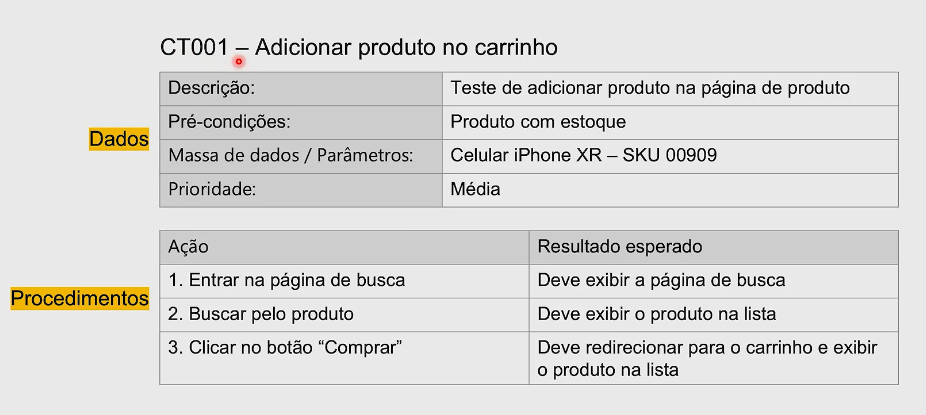 CT001 – Adicionar produto no carrinho
Dados
Descrição: Teste de adicionar produto na página de produto
Pré-condições: Produto com estoque
Massa de dados / Parâmetros: Celular iPhone XR – SKU 00909
Prioridade: Média
Procedimentos
Ação Resultado esperado
1. Entrar na página de busca Deve exibir a página de busca
2. Buscar pelo produto Deve exibir o produto na lista
3. Clicar no botão “Comprar” Deve redirecionar para o carrinho e exibir
o produto na lista